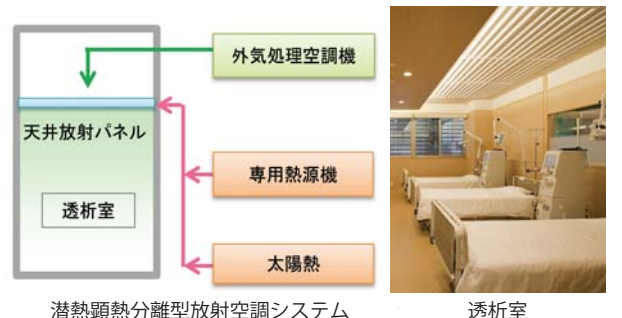 外気処理空調機
天井放射パネル
専用熱源機
透析室
太陽熱
潜熱顕熱分離型放射空調システム
透析室